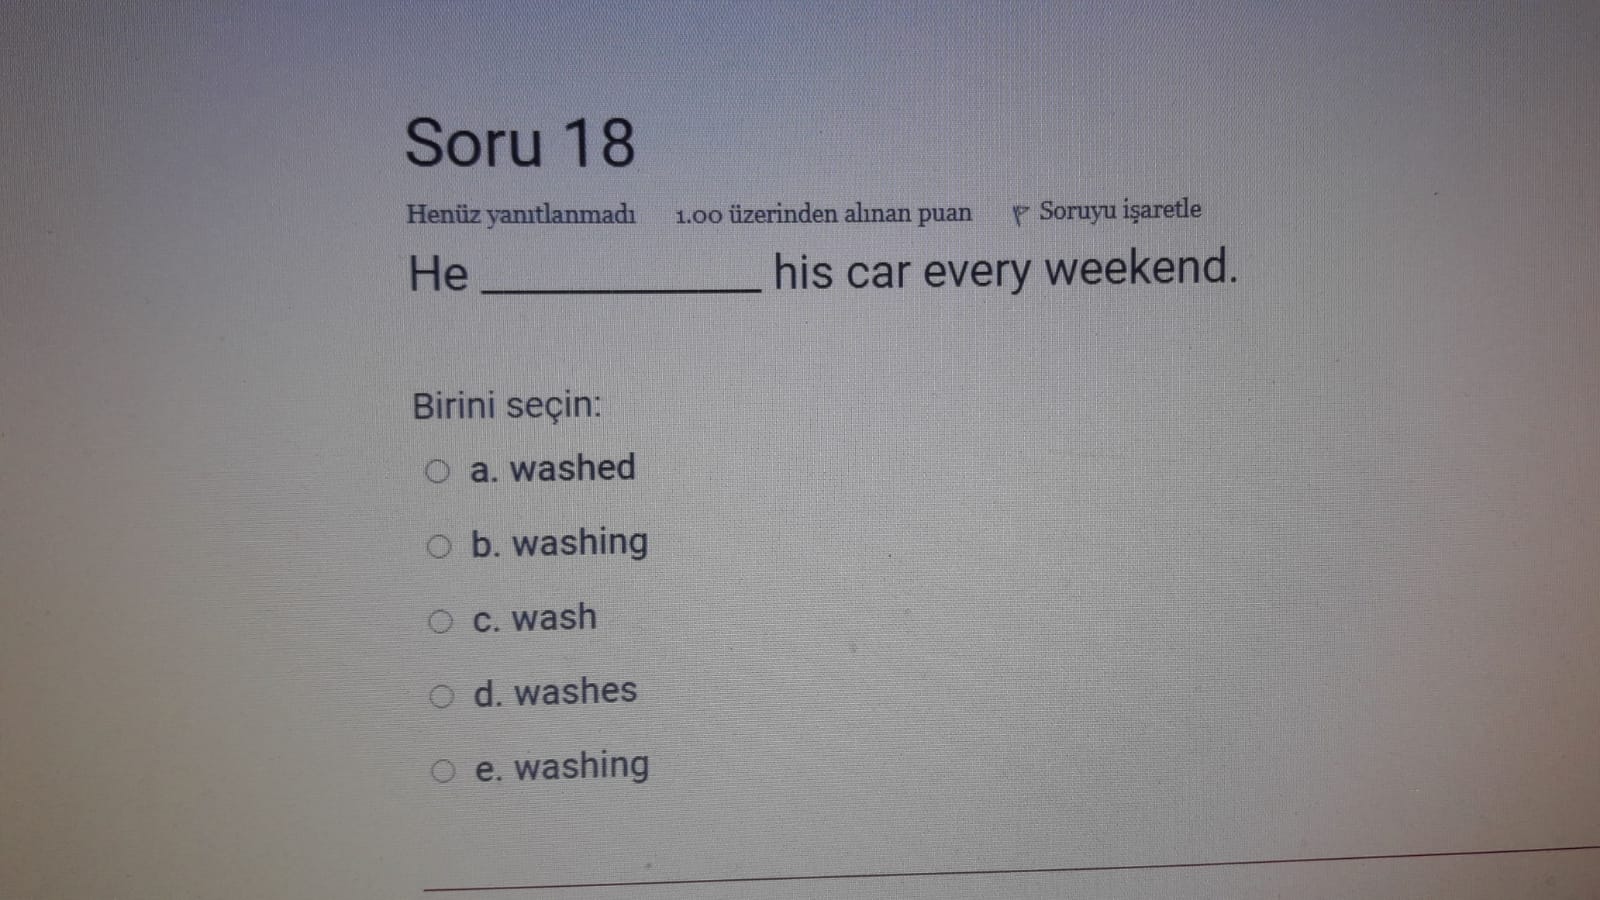 Soru 18
Henüz yanıtlanmadı 1.00 üzerinden alınan puan Soruyu işaretle
He ____________ his car every weekend.
Birini seçin:
a. washed
b. washing
c. wash
d. washes
e. washing